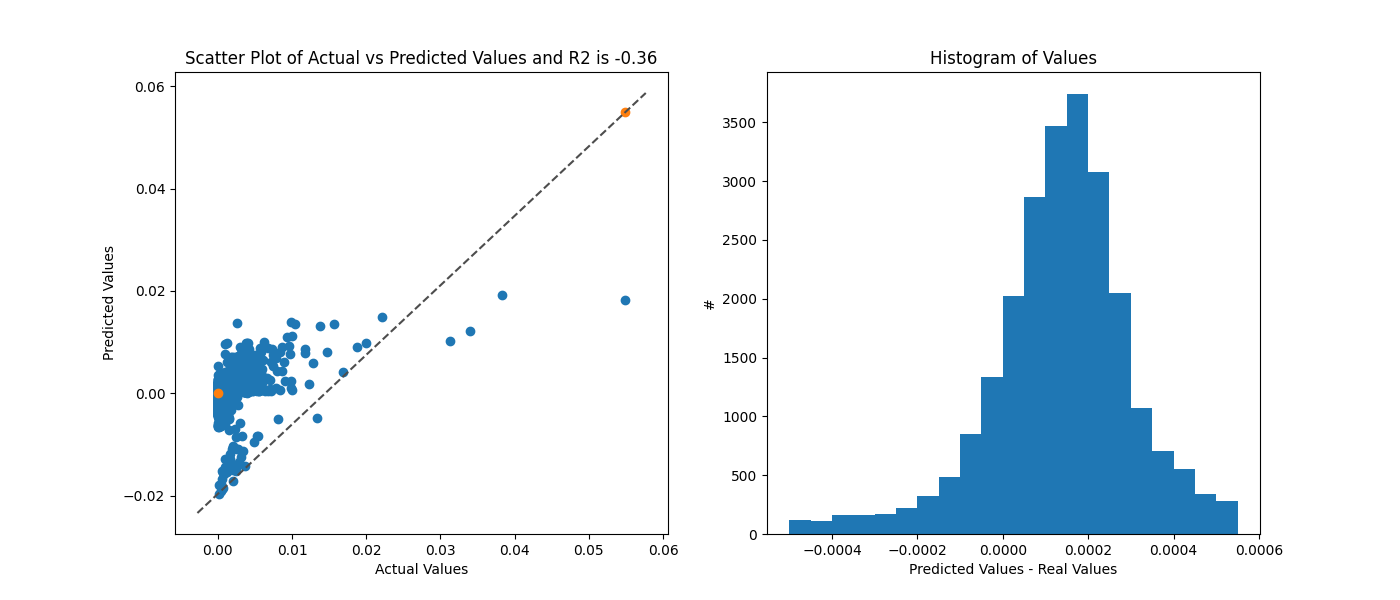 Scatter Plot of Actual vs Predicted Values and R2 is -0.36
0.06
0.04
0.02
0.00
−0.02
Predicted Values
0.00 0.01 0.02 0.03 0.04 0.05 0.06
Actual Values
Histogram of Values
3500
3000
2500
2000
1500
1000
500
0
#
−0.0004 −0.0002 0.0000 0.0002 0.0004 0.0006
Predicted Values - Real Values